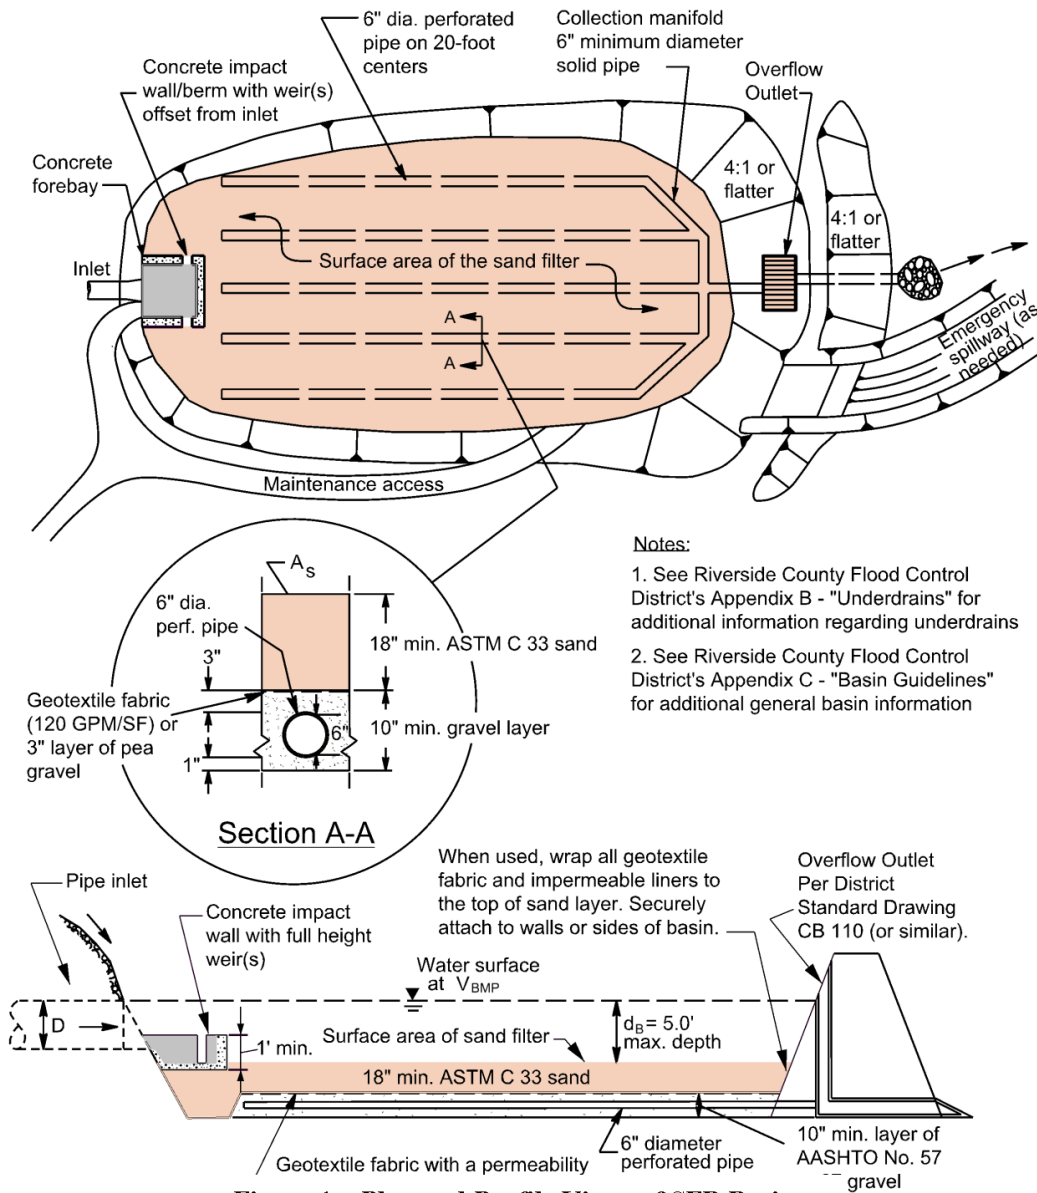 6" dia. perforated
pipe on 20-foot
centers
Collection manifold
6" minimum diameter
solid pipe
Concrete impact
wall/berm with weir(s)
offset from inlet
Overflow
Outlet
Concrete
forebay
4:1 or
flatter
4:1 or
flatter
Inlet
Surface area of the sand filter
A
A
Emergency
spillway (as
needed)
Maintenance access
As
6" dia.
perf. pipe
18" min. ASTM C 33 sand
3"
Geotextile fabric
(120 GPM/SF) or
3" layer of pea
gravel
6"
10" min. gravel layer
1"
Section A-A
Notes:
1. See Riverside County Flood Control
District's Appendix B - "Underdrains" for
additional information regarding underdrains
2. See Riverside County Flood Control
District's Appendix C - "Basin Guidelines"
for additional general basin information
Pipe inlet
Concrete impact
wall with full height
weir(s)
When used, wrap all geotextile
fabric and impermeable liners to
the top of sand layer. Securely
attach to walls or sides of basin.
Overflow Outlet
Per District
Standard Drawing
CB 110 (or similar).
Water surface
at VBMP
D
1' min.
Surface area of sand filter
dB= 5.0'
max. depth
18" min. ASTM C 33 sand
6" diameter
perforated pipe
10" min. layer of
AASHTO No. 57
gravel
Geotextile fabric with a permeability